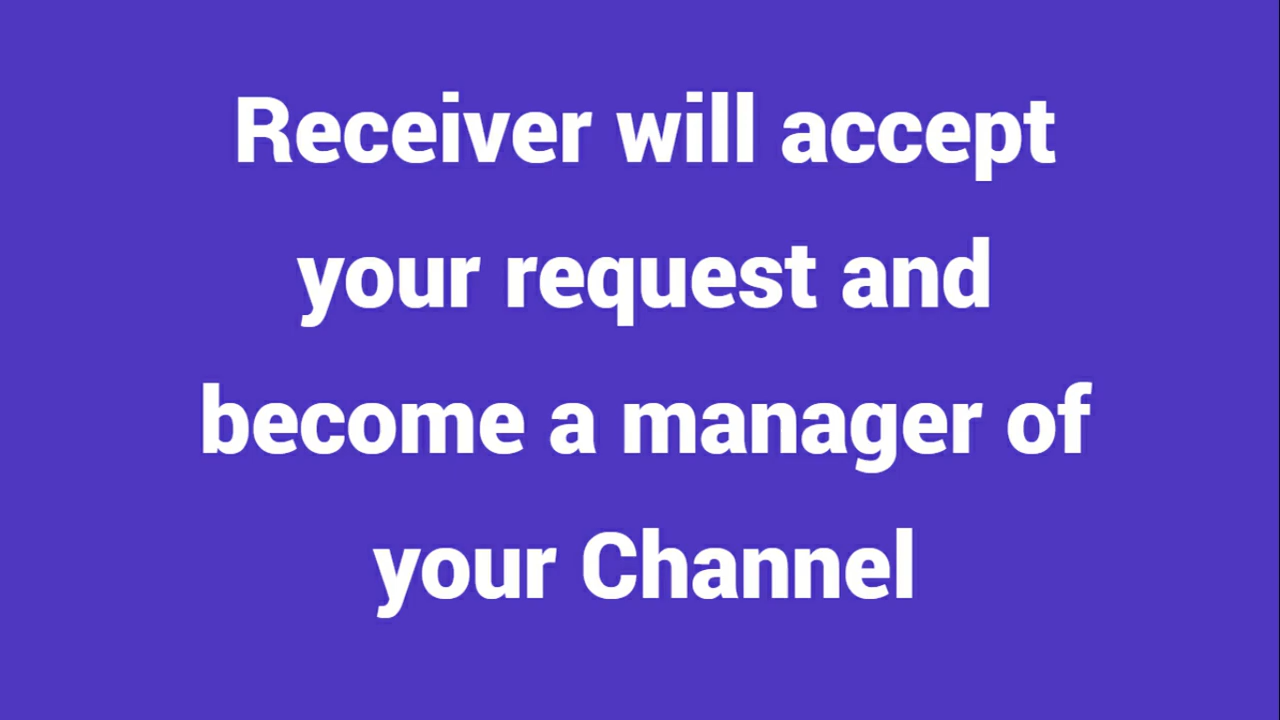 Receiver will accept
your request and
become a manager of
your Channel